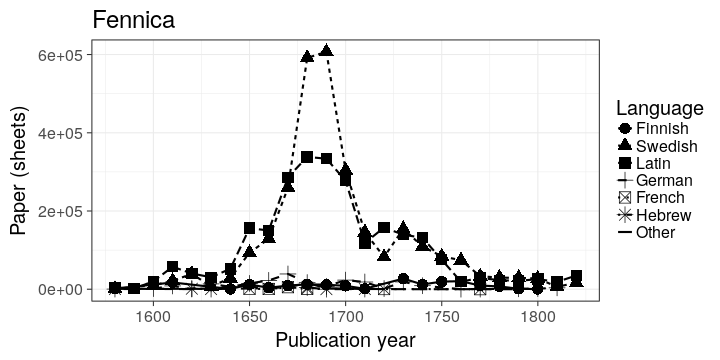 Fennica
6e+05
4e+05
2e+05
0e+00
Paper (sheets)
1600
1650
1700
1750
1800
Publication year
Language
Finnish
Swedish
Latin
German
French
Hebrew
Other